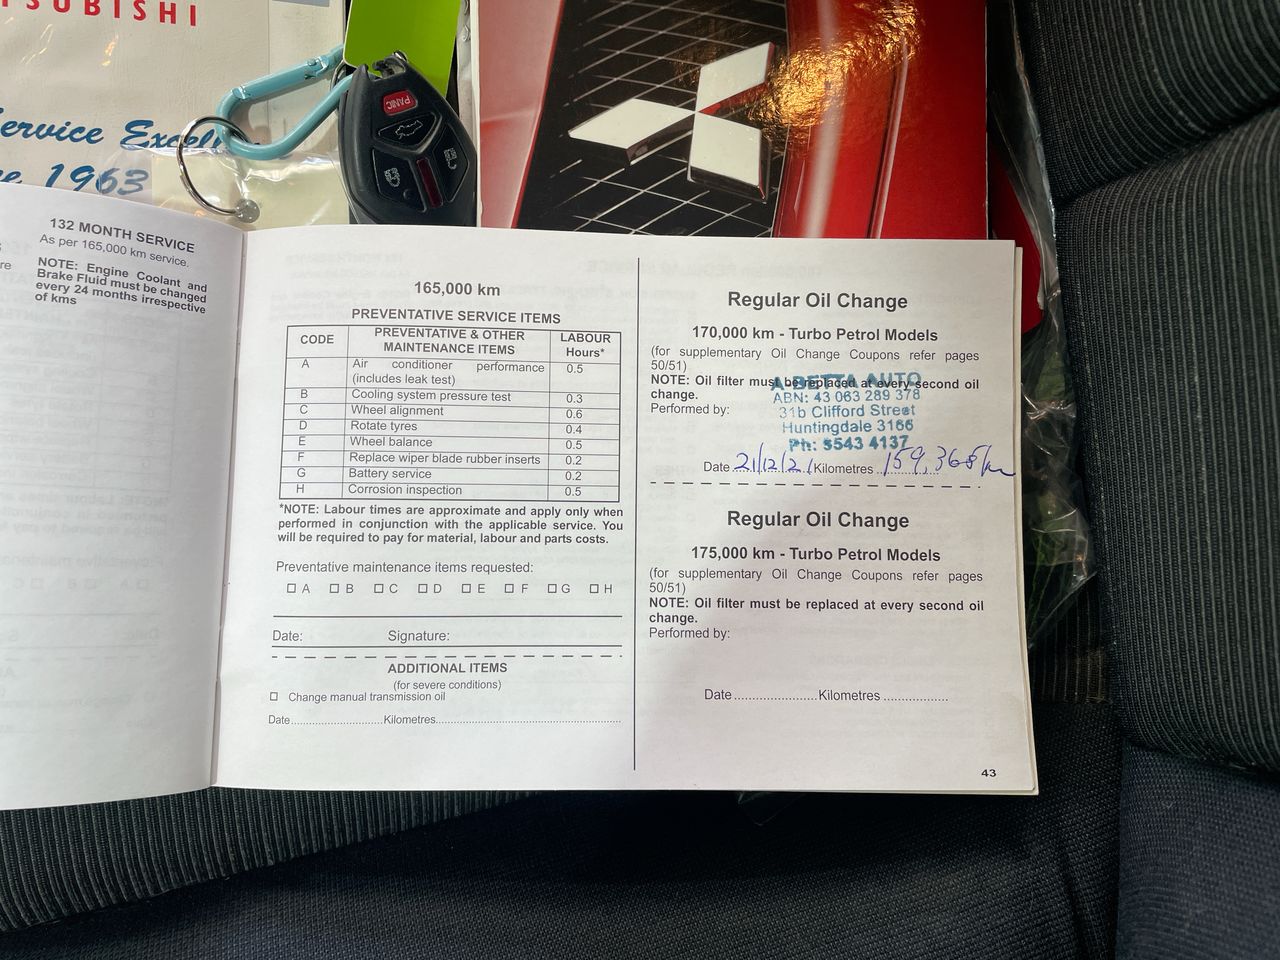 TSUBISHI
Service Excell
ce 1963
PANIC
132 MONTH SERVICE
As per 165,000 km service.
NOTE: Engine Coolant and
Brake Fluid must be changed
every 24 months irrespective
of kms
re
165,000 km
PREVENTATIVE SERVICE ITEMS
CODE PREVENTATIVE & OTHER MAINTENANCE ITEMS LABOUR Hours*
A Air conditioner performance (includes leak test) 0.5
B Cooling system pressure test 0.3
C Wheel alignment 0.6
D Rotate tyres 0.4
E Wheel balance 0.5
F Replace wiper blade rubber inserts 0.2
G Battery service 0.2
H Corrosion inspection 0.5
*NOTE: Labour times are approximate and apply only when
performed in conjunction with the applicable service. You
will be required to pay for material, labour and parts costs.
Preventative maintenance items requested:
☐ A ☐ B ☐ C ☐ D ☐ E ☐ F ☐ G ☐ H
Date: Signature:
ADDITIONAL ITEMS
(for severe conditions)
☐ Change manual transmission oil
Date........................Kilometres................................................
Regular Oil Change
170,000 km - Turbo Petrol Models
(for supplementary Oil Change Coupons refer pages
50/51)
NOTE: Oil filter must be replaced at every second oil
change.
Performed by:
A BETTA AUTO
ABN: 43 063 289 378
31b Clifford Street
Huntingdale 3166
Ph: 9543 4137
Date 21/12/21 Kilometres 159,368km
Regular Oil Change
175,000 km - Turbo Petrol Models
(for supplementary Oil Change Coupons refer pages
50/51)
NOTE: Oil filter must be replaced at every second oil
change.
Performed by:
Date......................Kilometres.................
43